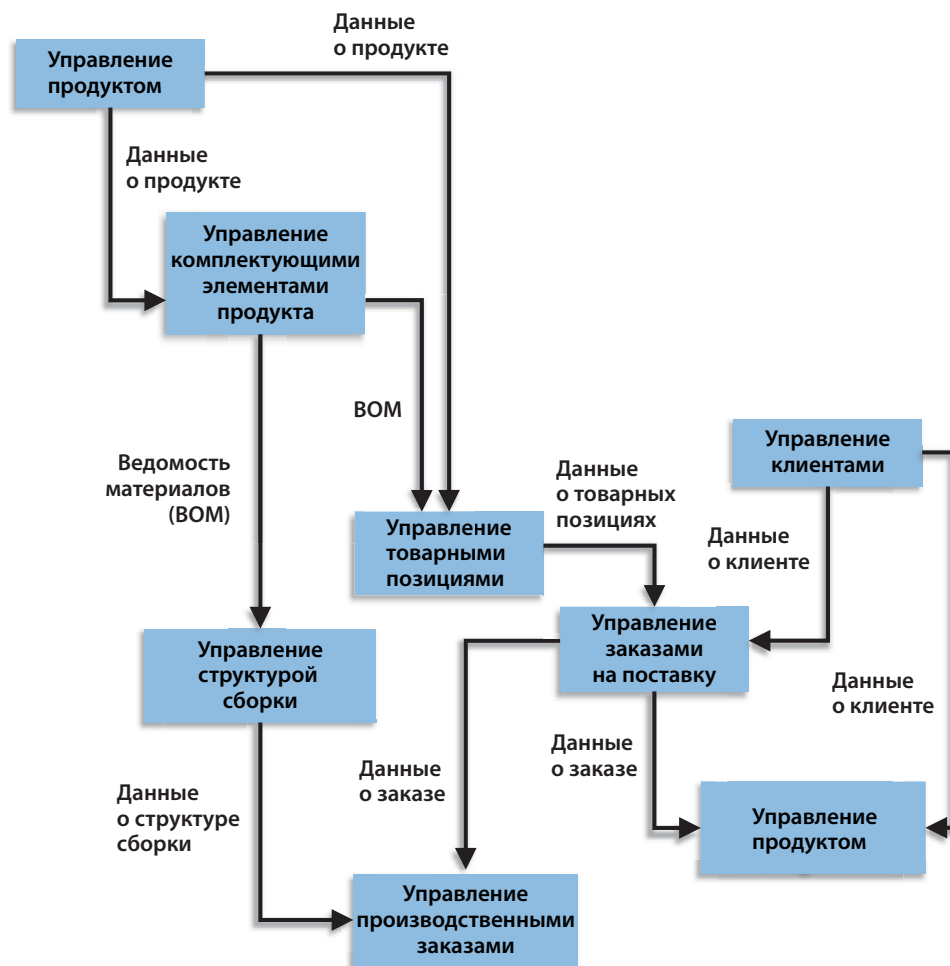 Данные
о продукте
Управление
продуктом
Данные
о продукте
Управление
комплектующими
элементами
продукта
BOM
Ведомость
материалов
(BOM)
Управление
клиентами
Данные
о товарных
позициях
Управление
товарными
позициями
Данные
о клиенте
Управление
заказами
на поставку
Управление
структурой
сборки
Данные
о клиенте
Данные
о заказе
Данные
о заказе
Данные
о структуре
сборки
Управление
продуктом
Управление
производственными
заказами